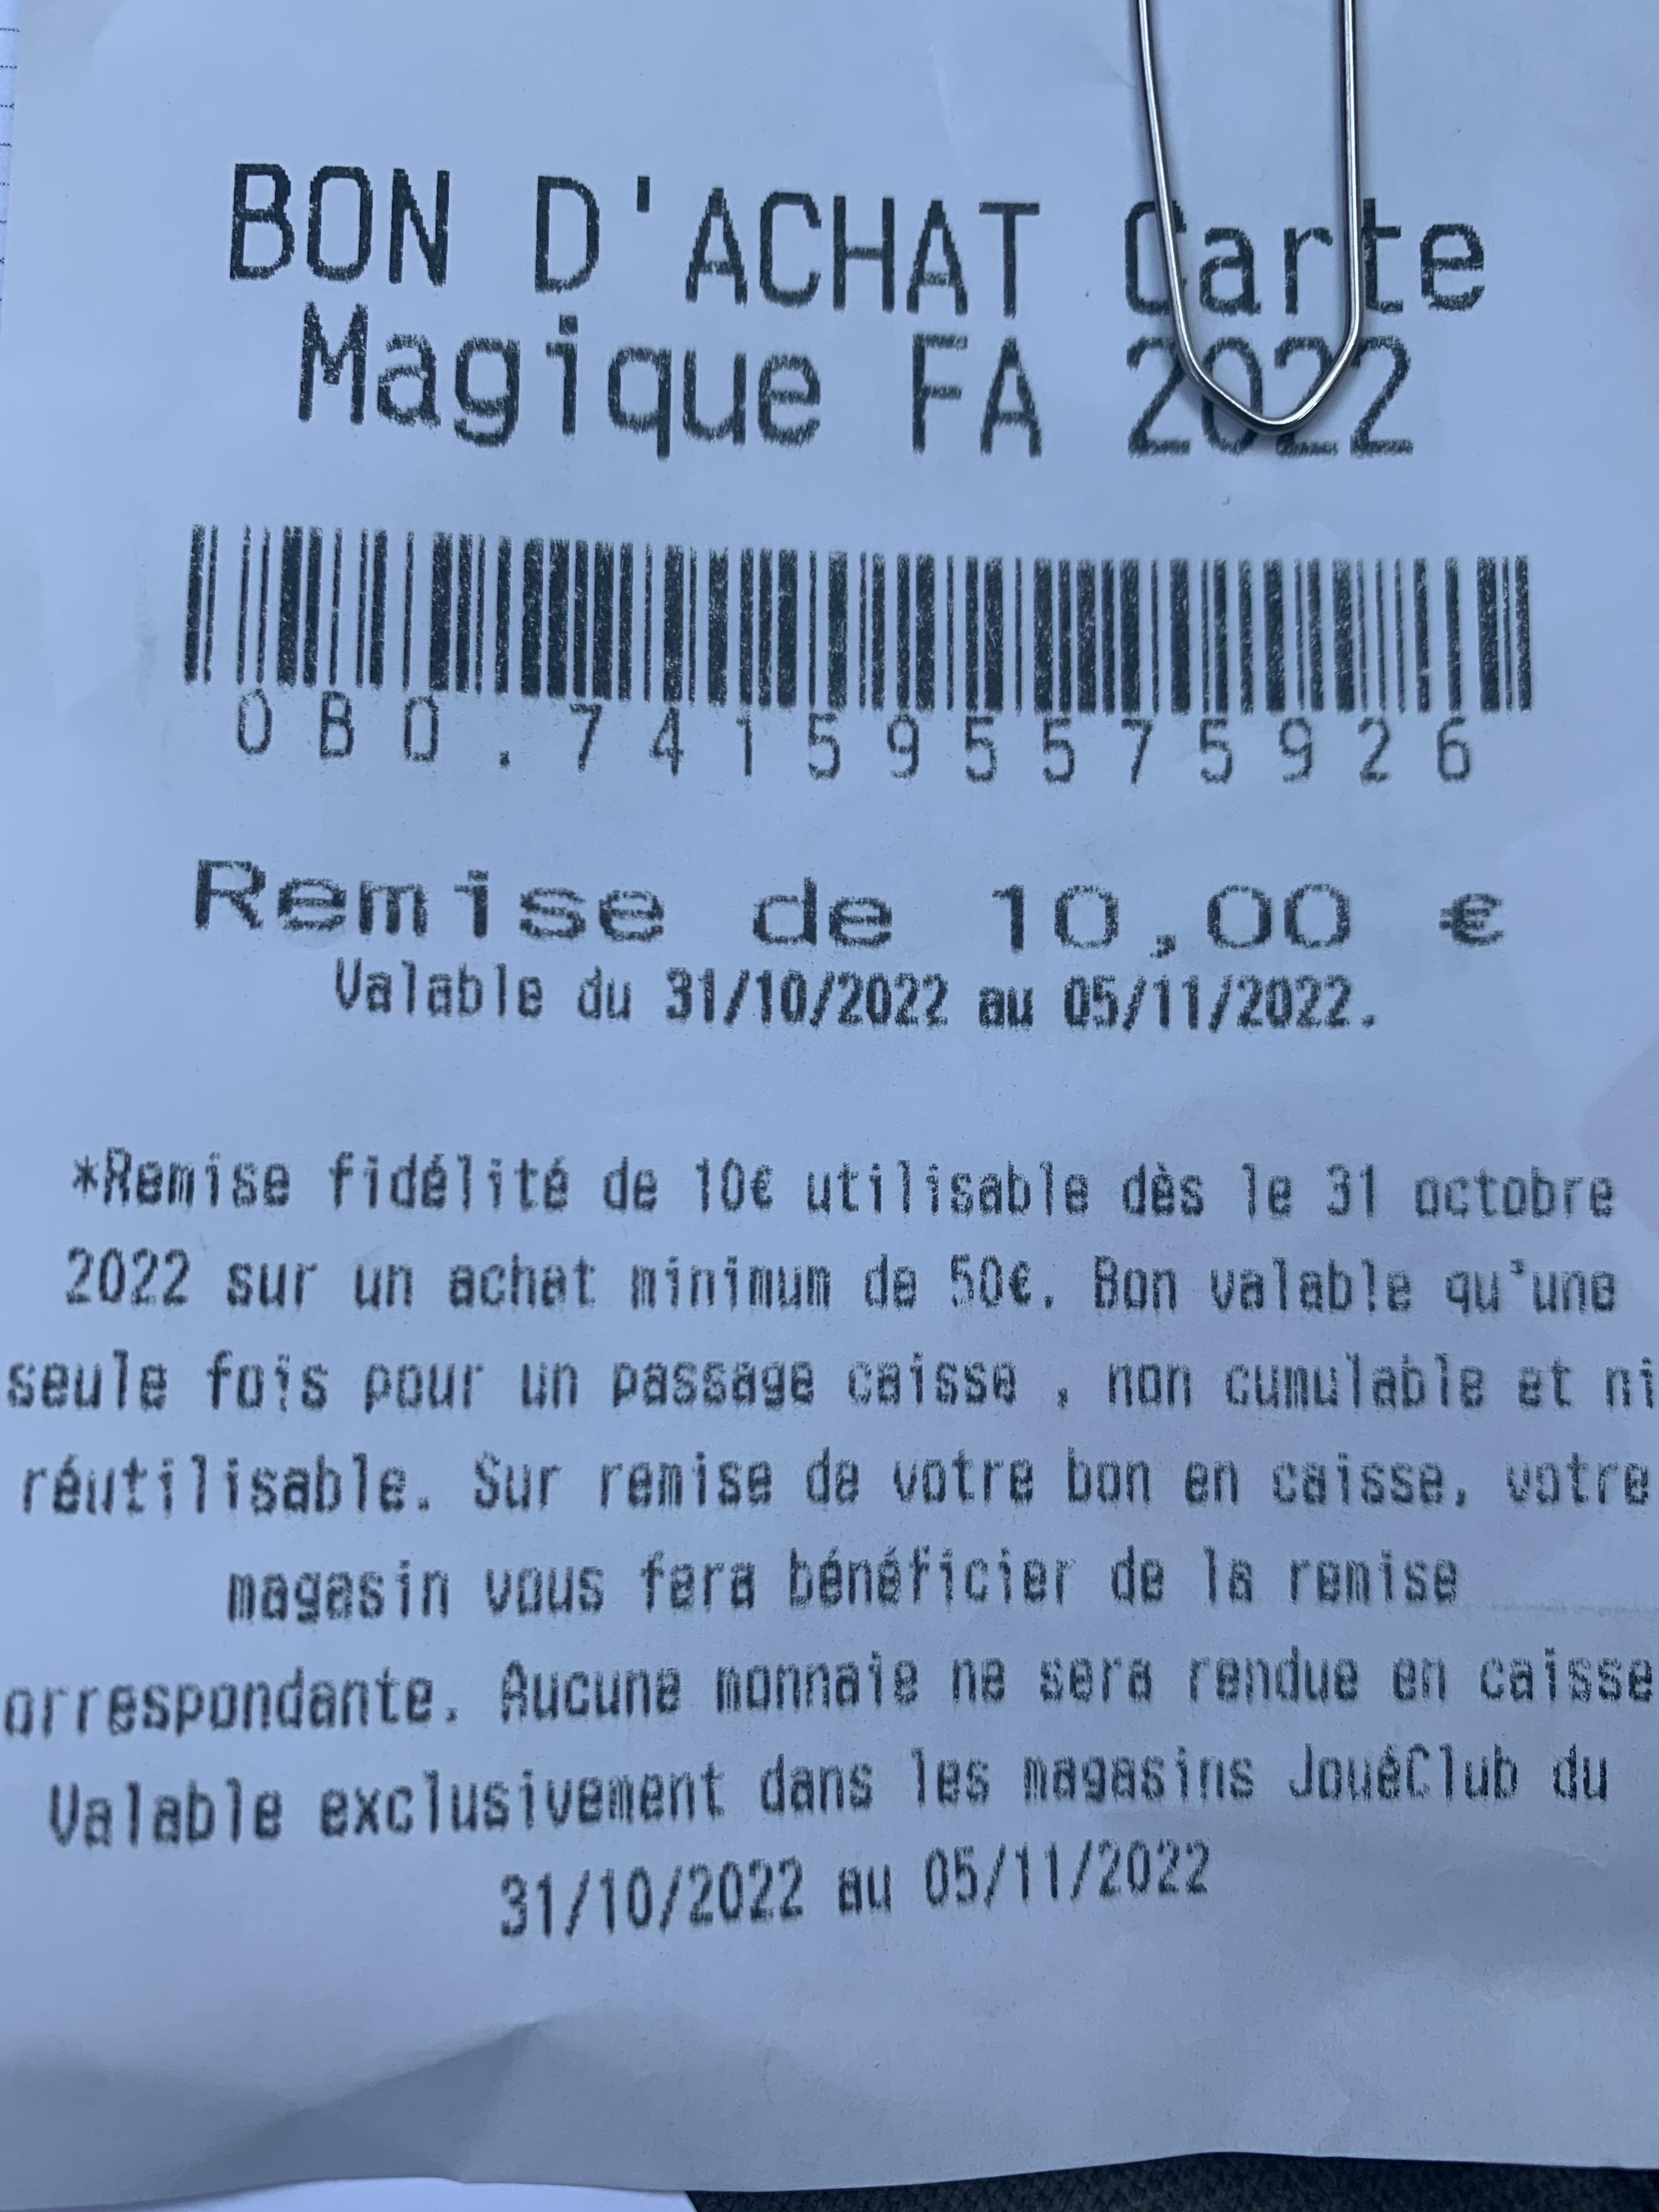 BON D'ACHAT Carte
Magique FA 2022
0B0.741595575926
Remise de 10,00 €
Valable du 31/10/2022 au 05/11/2022.
*Remise fidélité de 10€ utilisable dès le 31 octobre
2022 sur un achat minimum de 50€. Bon valable qu'une
seule fois pour un passage caisse , non cumulable et ni
réutilisable. Sur remise de votre bon en caisse, votre
magasin vous fera bénéficier de la remise
orrespondante. Aucune monnaie ne sera rendue en caisse
Valable exclusivement dans les magasins JouéClub du
31/10/2022 au 05/11/2022